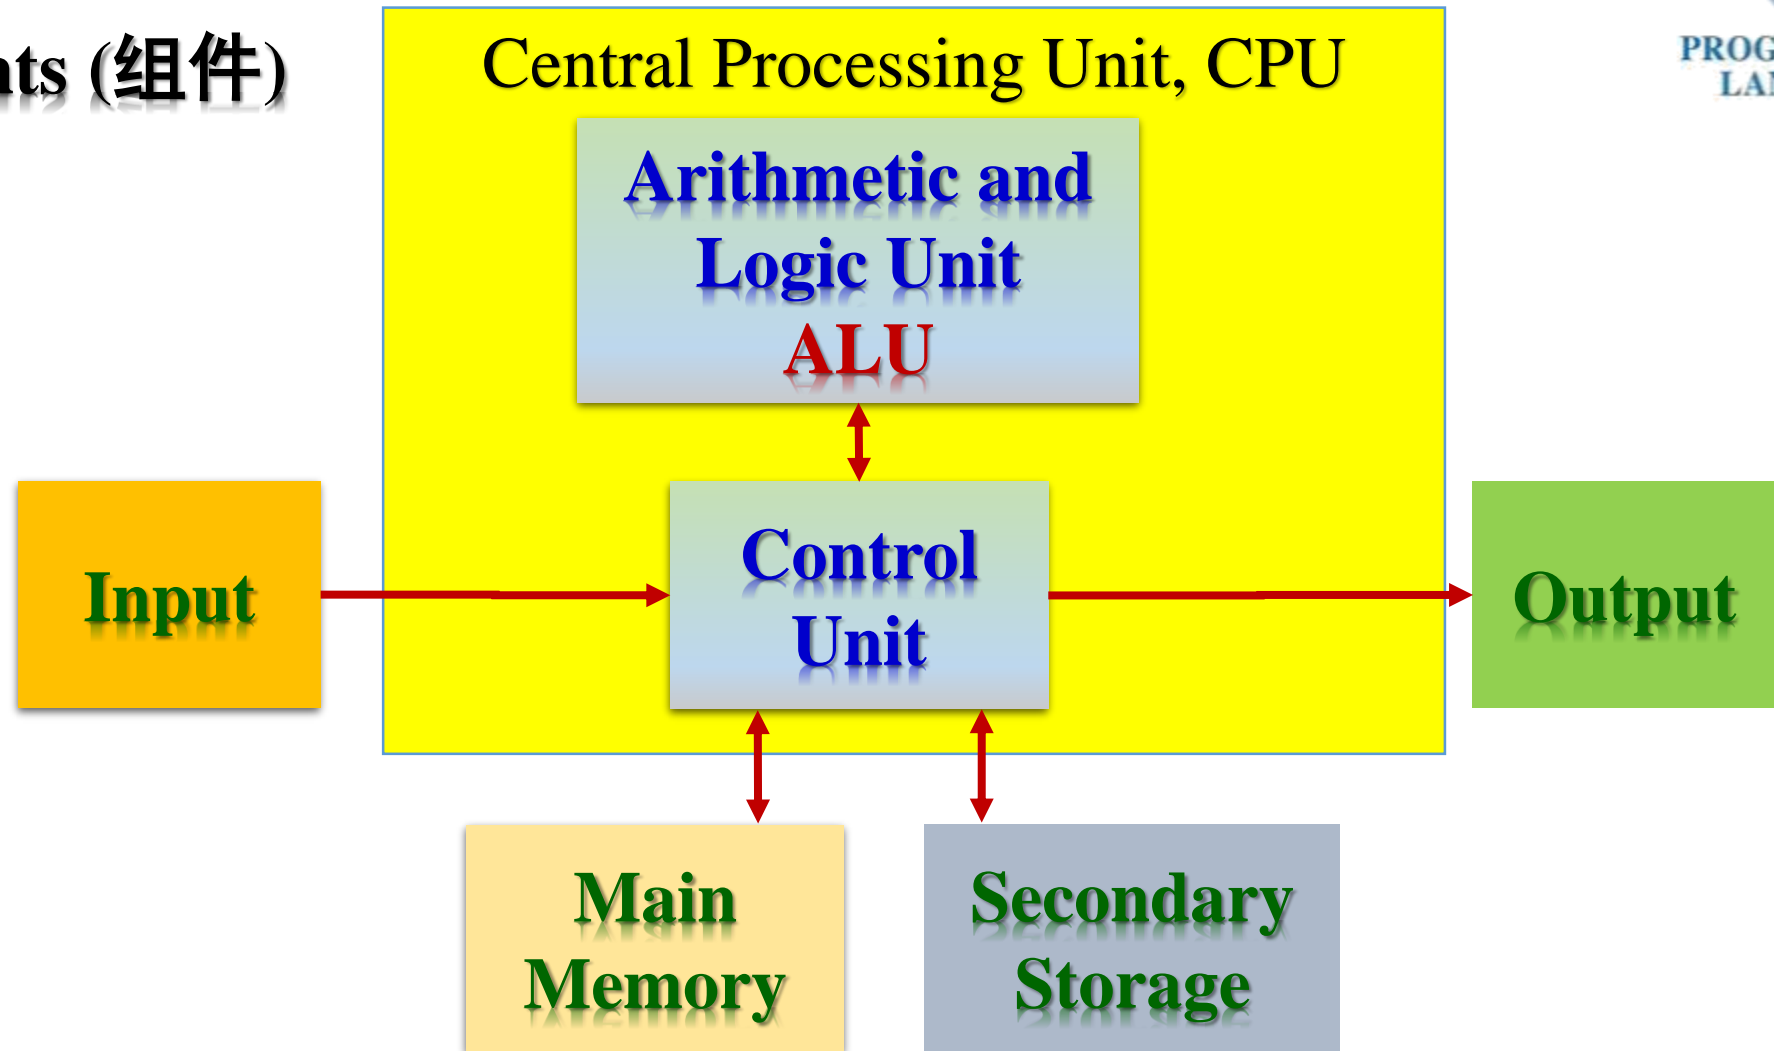 (组件)
Central Processing Unit, CPU
Arithmetic and
Logic Unit
ALU
Input
Control
Unit
Output
Main
Memory
Secondary
Storage